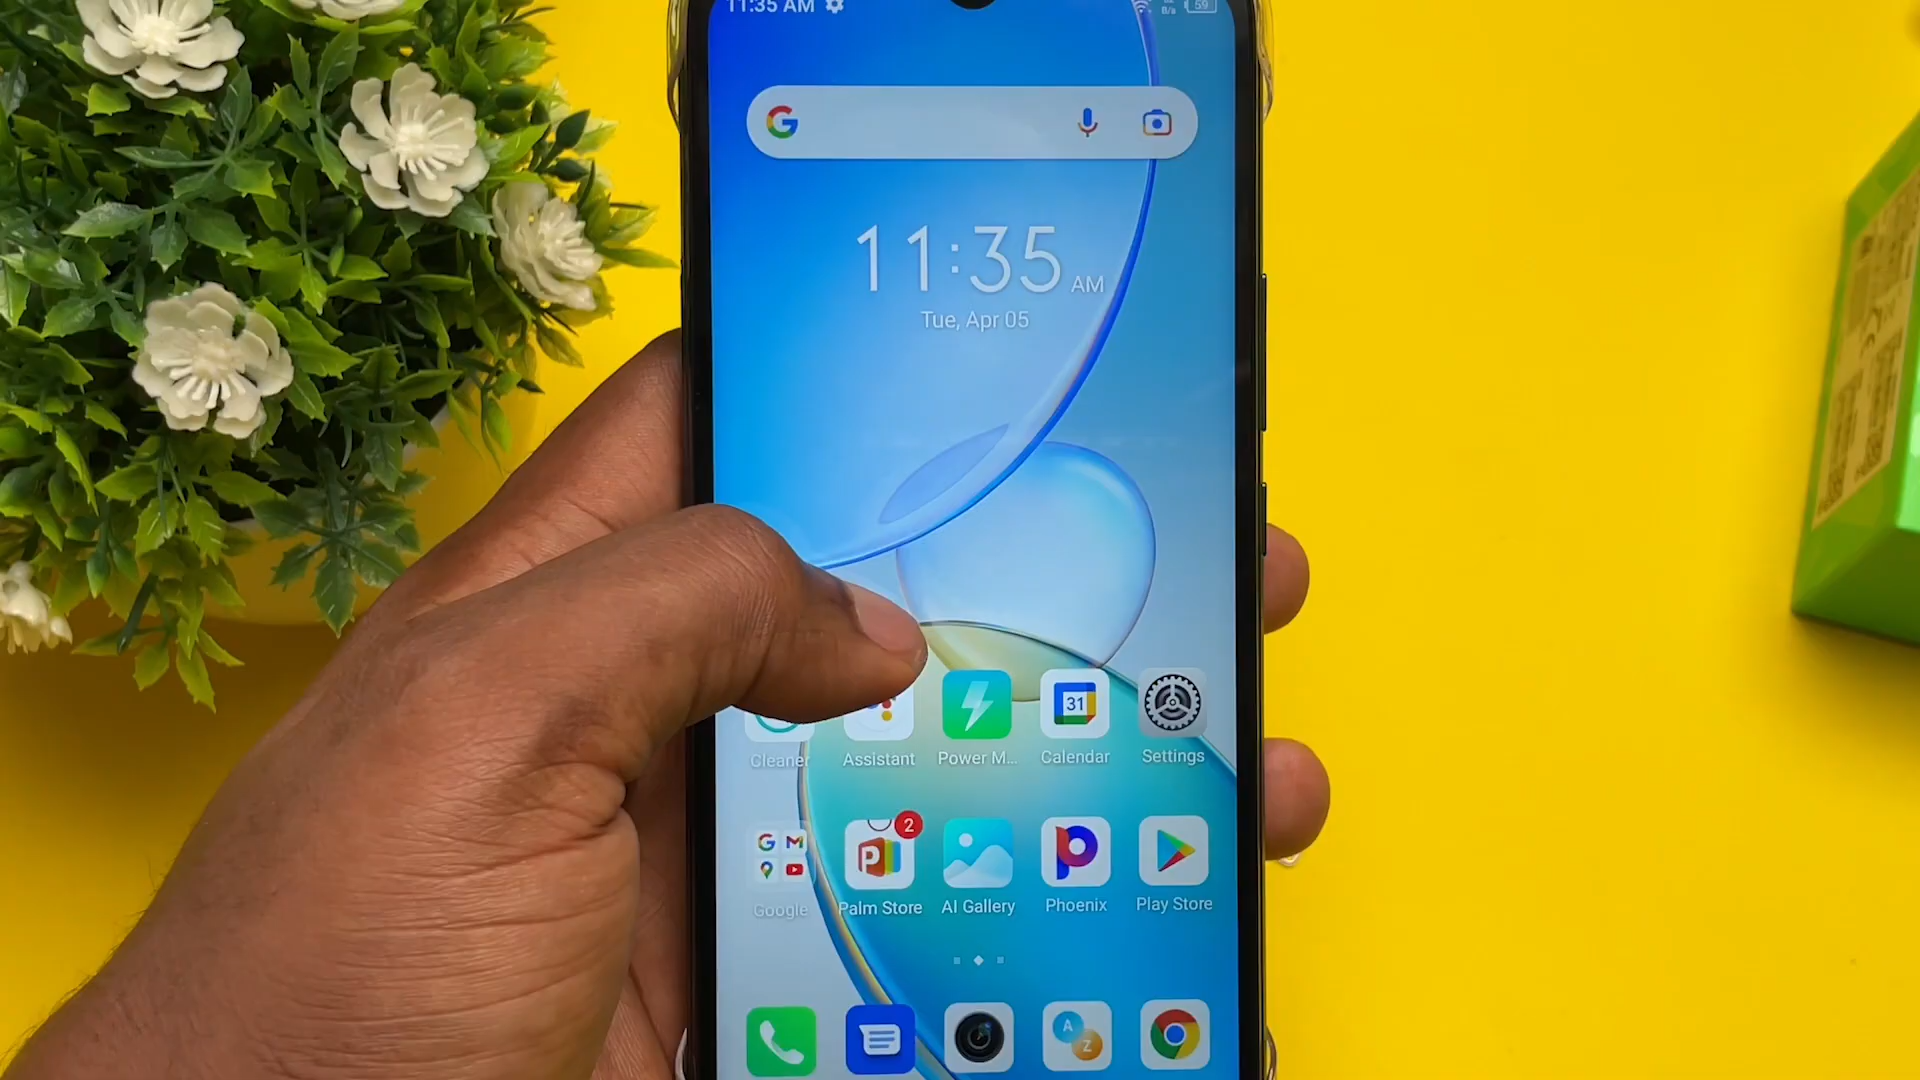 11:35 AM
59
B/s
11:35 AM
Tue, Apr 05
Cleaner
Assistant
Power M...
31
Calendar
Settings
Google
2
Palm Store
AI Gallery
Phoenix
Play Store
A
Z